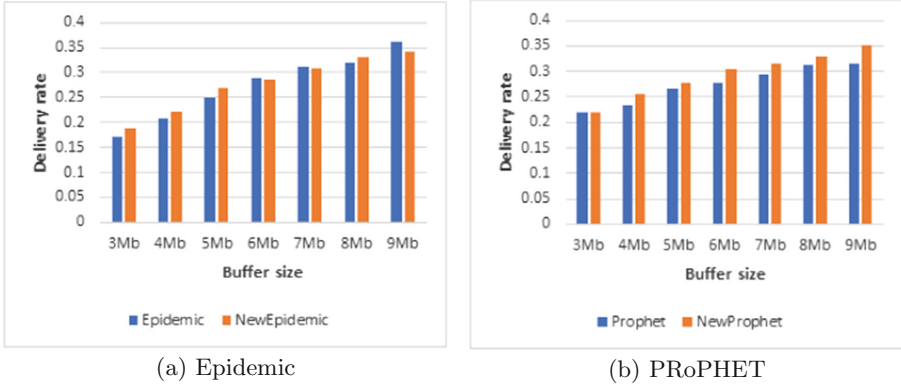 0.4
0.35
0.3
0.25
0.2
0.15
0.1
0.05
0
Delivery rate
3Mb 4Mb 5Mb 6Mb 7Mb 8Mb 9Mb
Buffer size
Epidemic NewEpidemic
(a) Epidemic
0.4
0.35
0.3
0.25
0.2
0.15
0.1
0.05
0
Delivery rate
3Mb 4Mb 5Mb 6Mb 7Mb 8Mb 9Mb
Buffer size
Prophet NewProphet
(b) PRoPHET